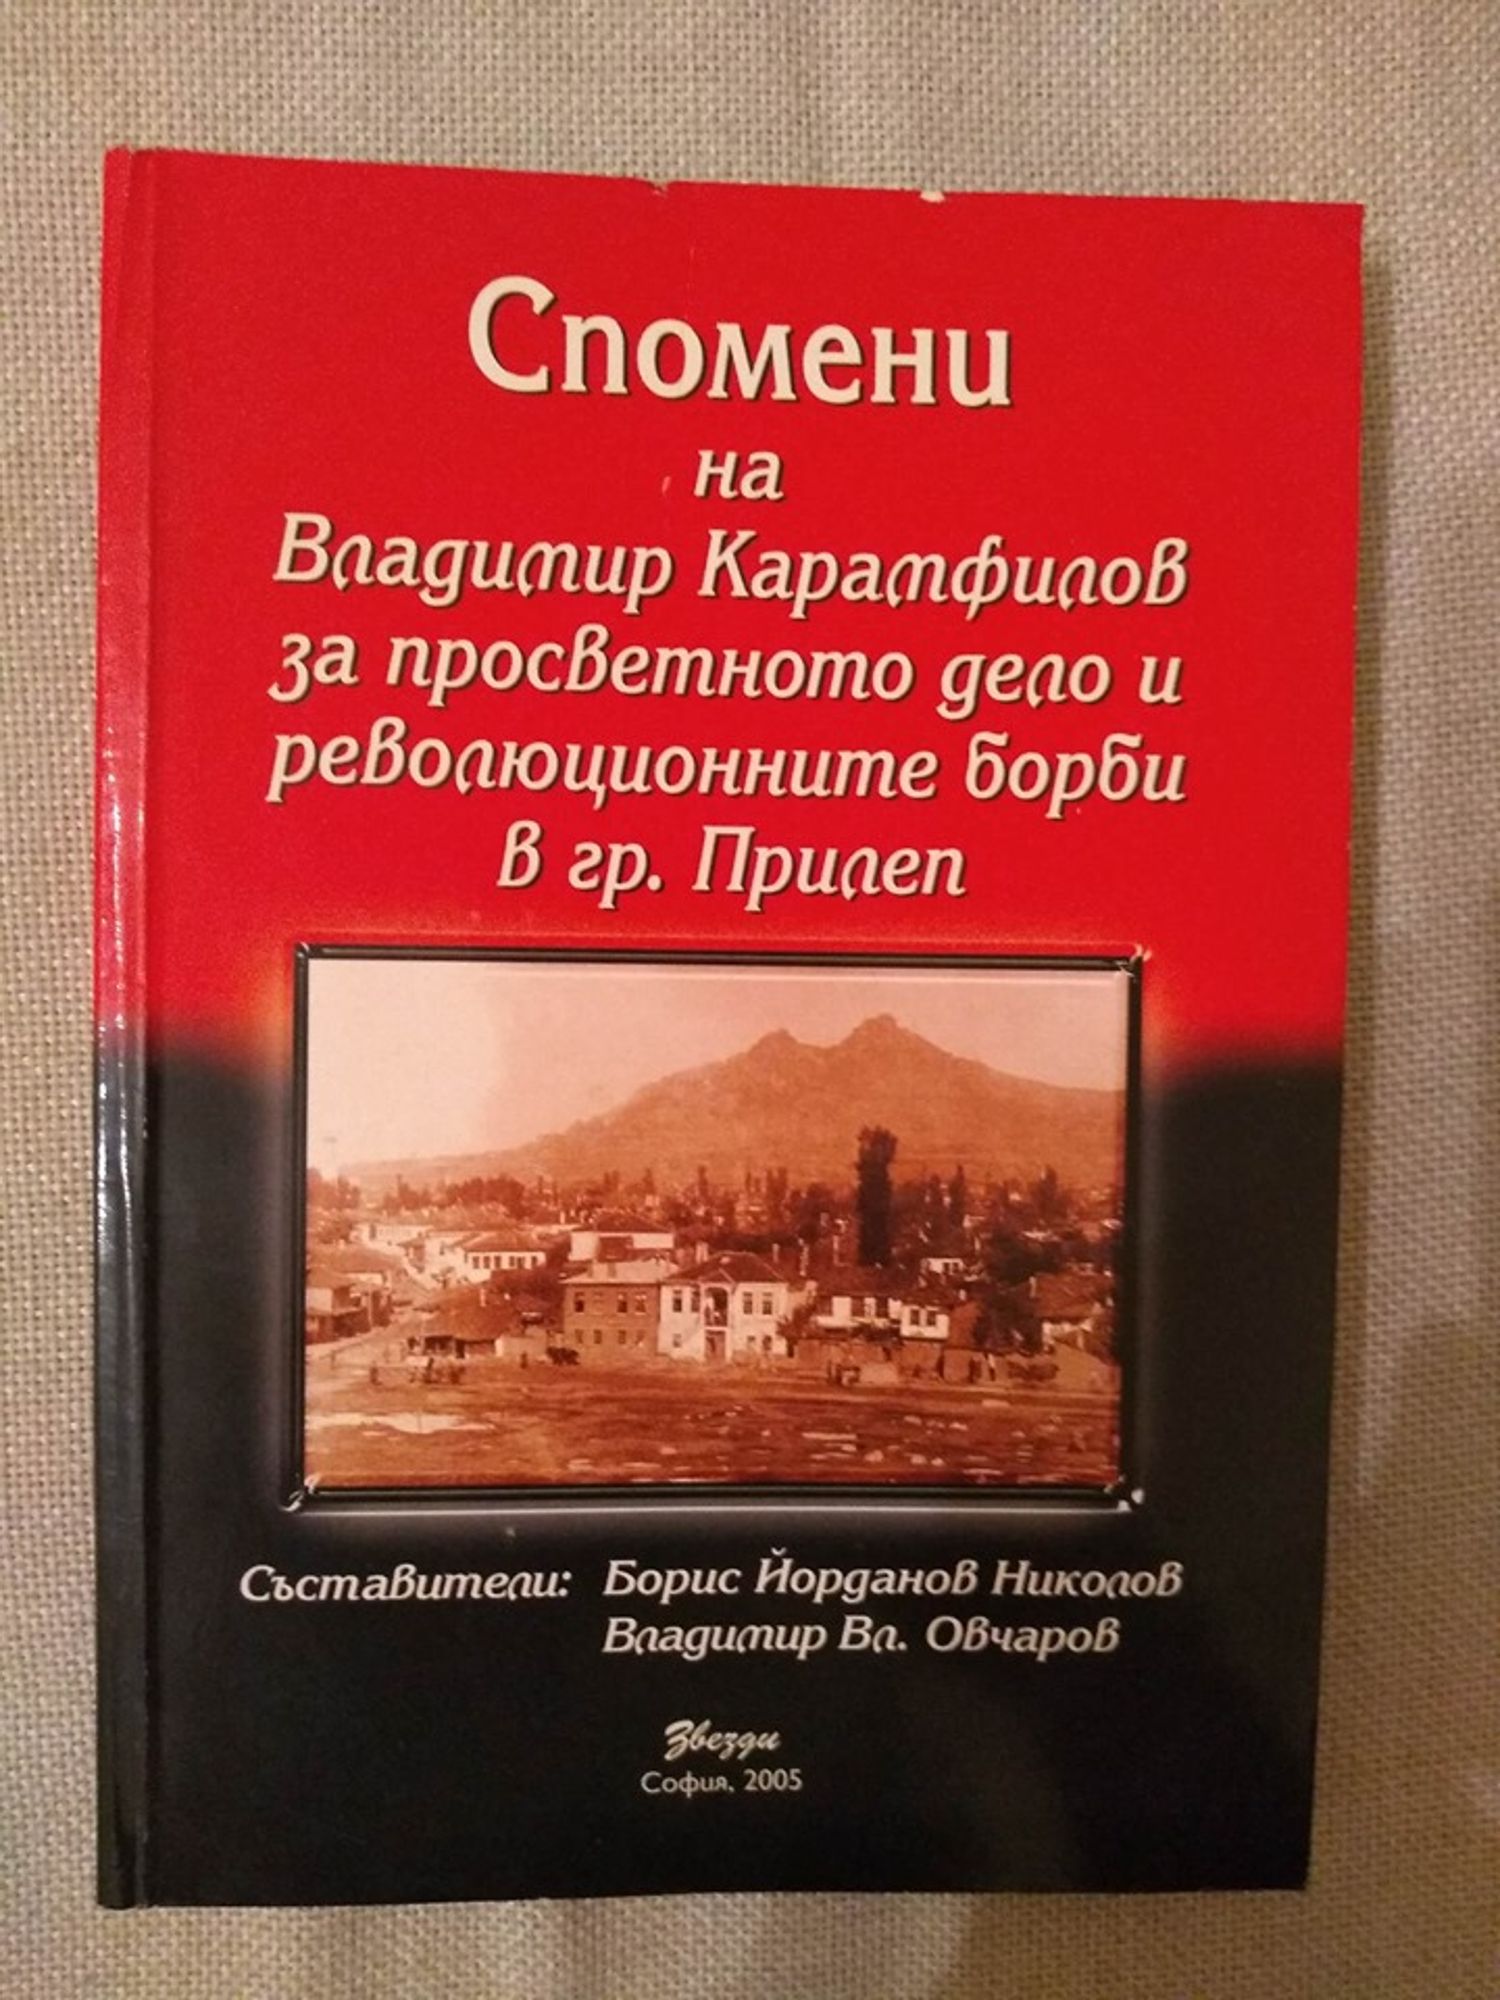 Спомени
на
Владимир Карамфилов
за просветното дело и
революционните борби
в гр. Прилеп
Съставители: Борис Йорданов Николов
Владимир Вл. Овчаров
Звезди
София, 2005